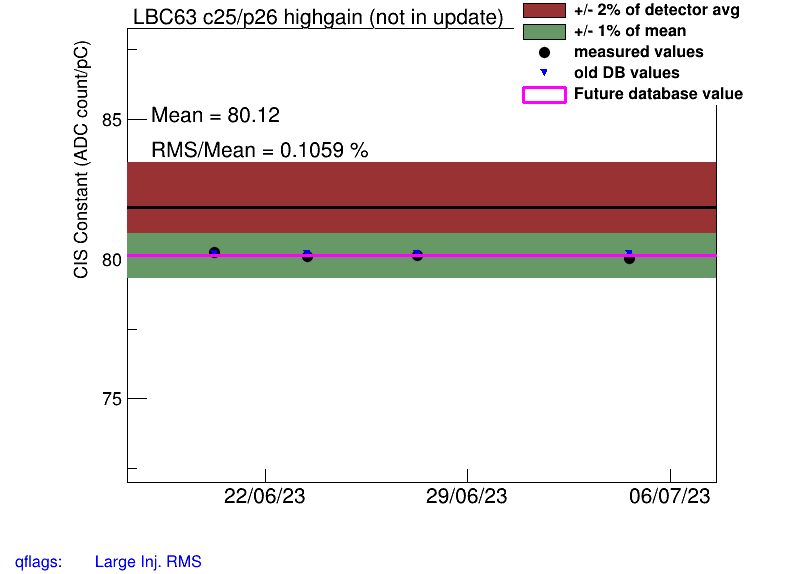 LBC63 c25/p26 highgain (not in update)
+/- 2% of detector avg
+/- 1% of mean
measured values
old DB values
Future database value
CIS Constant (ADC count/pC)
Mean = 80.12
RMS/Mean = 0.1059 %
85
80
75
22/06/23
29/06/23
06/07/23
qflags: Large Inj. RMS